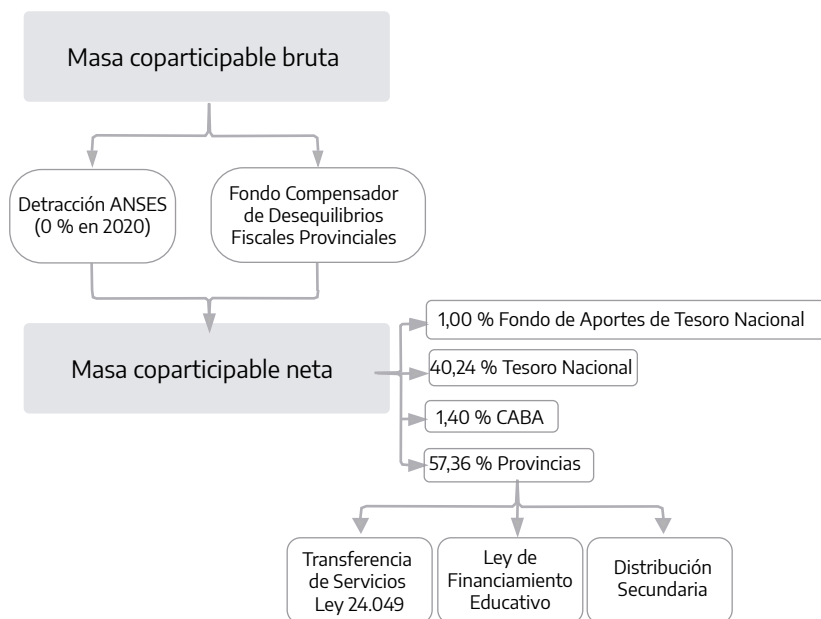 Masa coparticipable bruta
Detracción ANSES
(0 % en 2020)
Fondo Compensador
de Desequilibrios
Fiscales Provinciales
Masa coparticipable neta
1,00 % Fondo de Aportes de Tesoro Nacional
40,24 % Tesoro Nacional
1,40 % CABA
57,36 % Provincias
Transferencia
de Servicios
Ley 24.049
Ley de
Financiamiento
Educativo
Distribución
Secundaria